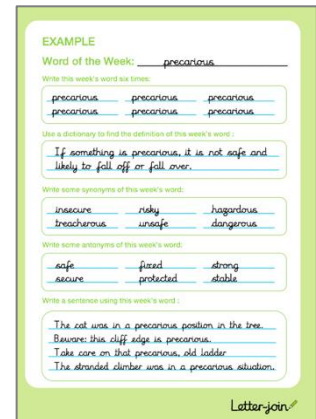 EXAMPLE
Word of the Week: precarious
Write this week's word six times:
precarious precarious precarious
precarious precarious precarious
Use a dictionary to find the definition of this week's word :
If something is precarious, it is not safe and
likely to fall off or fall over.
Write some synonyms of this week's word:
insecure risky hazardous
treacherous unsafe dangerous
Write some antonyms of this week's word:
safe fixed strong
secure protected stable
Write a sentence using this week's word :
The cat was in a precarious position in the tree.
Beware: this cliff edge is precarious.
Take care on that precarious, old ladder
The stranded climber was in a precarious situation.
Letter-join